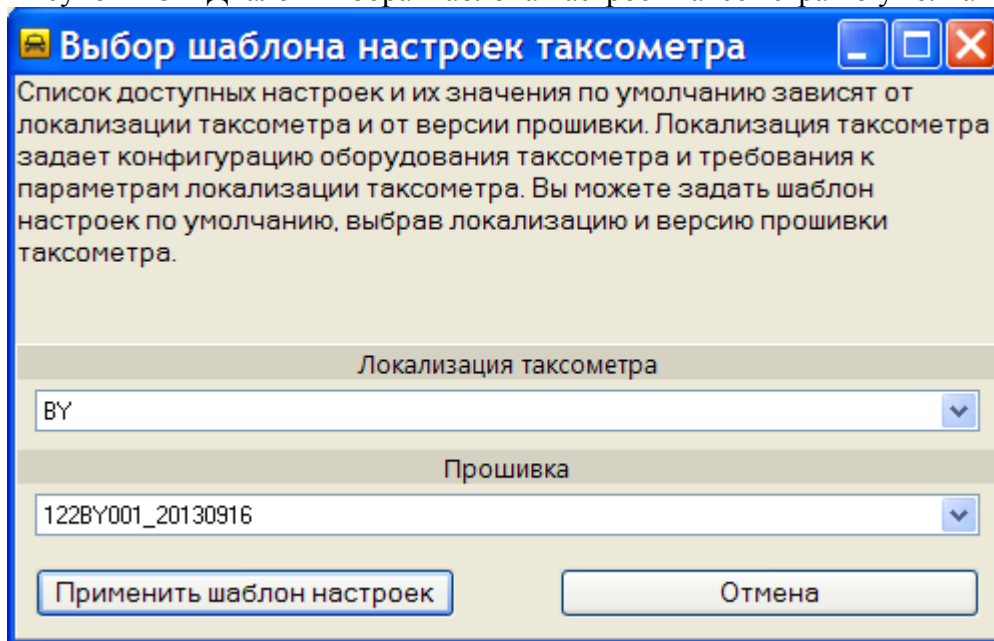 Выбор шаблона настроек таксометра
Список доступных настроек и их значения по умолчанию зависят от
локализации таксометра и от версии прошивки. Локализация таксометра
задает конфигурацию оборудования таксометра и требования к
параметрам локализации таксометра. Вы можете задать шаблон
настроек по умолчанию, выбрав локализацию и версию прошивки
таксометра.
Локализация таксометра
BY
Прошивка
122BY001_20130916
Применить шаблон настроек
Отмена